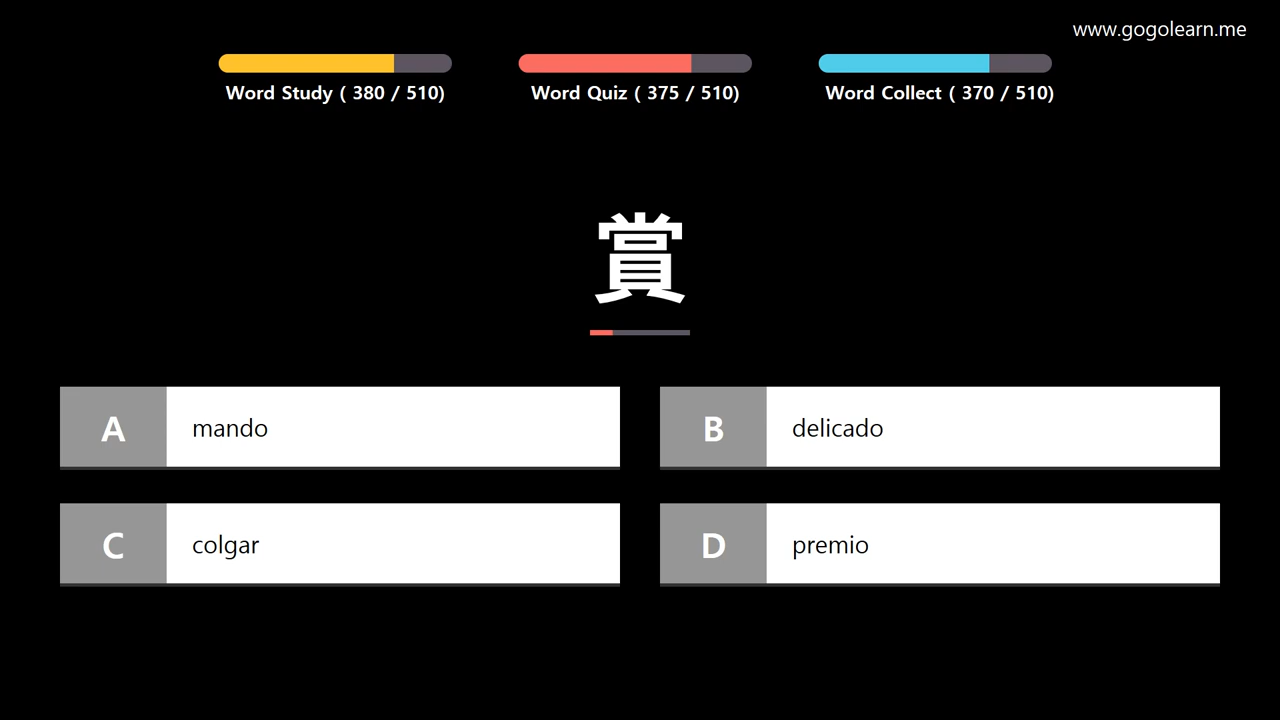 www.gogolearn.me
Word Study ( 380 / 510)
Word Quiz ( 375 / 510)
Word Collect ( 370 / 510)
賞
A mando
B delicado
C colgar
D premio